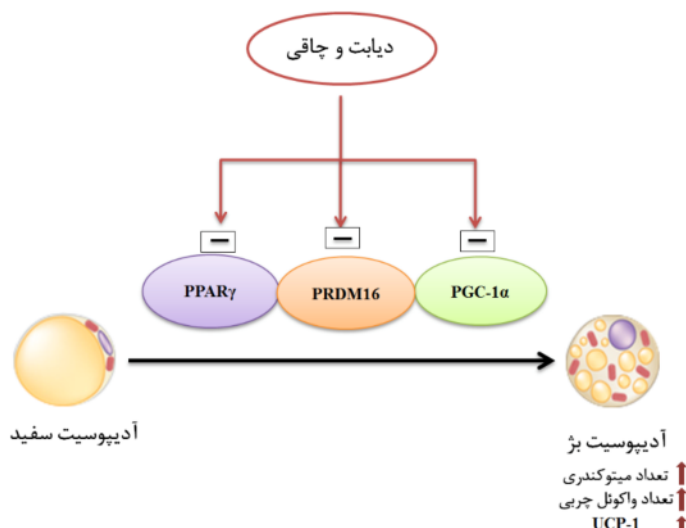 دیابت و چاقی
−
−
−
PPARγ
PRDM16
PGC-1α
آدیپوسیت سفید
آدیپوسیت بژ
تعداد میتوکندری
تعداد واکوئل چربی
UCP-1